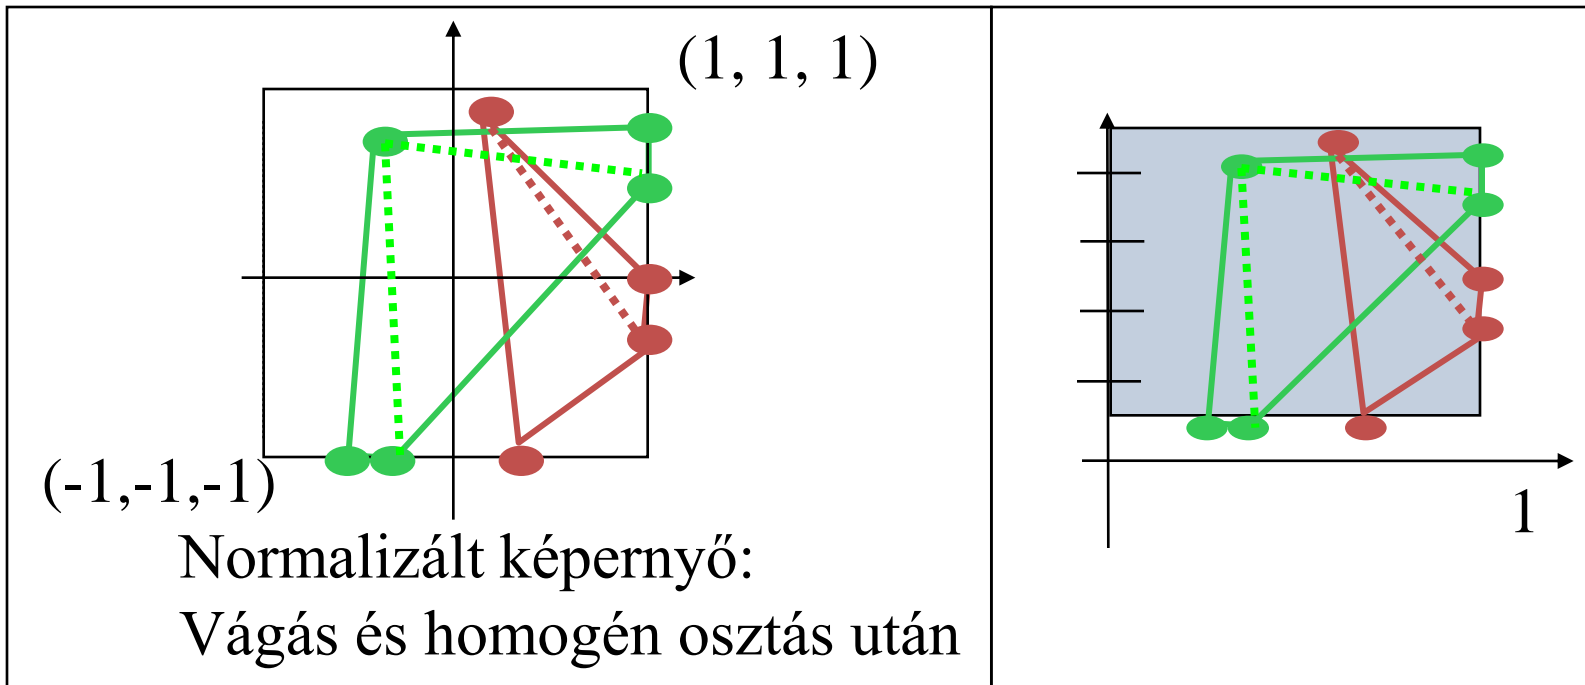 (1, 1, 1)
(-1,-1,-1)
Normalizált képernyő:
Vágás és homogén osztás után
1